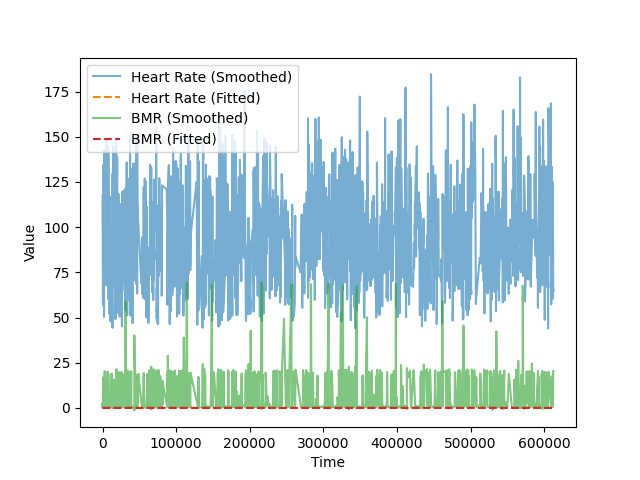 Heart Rate (Smoothed)
Heart Rate (Fitted)
BMR (Smoothed)
BMR (Fitted)
175
150
125
100
75
50
25
0
Value
0 100000 200000 300000 400000 500000 600000
Time